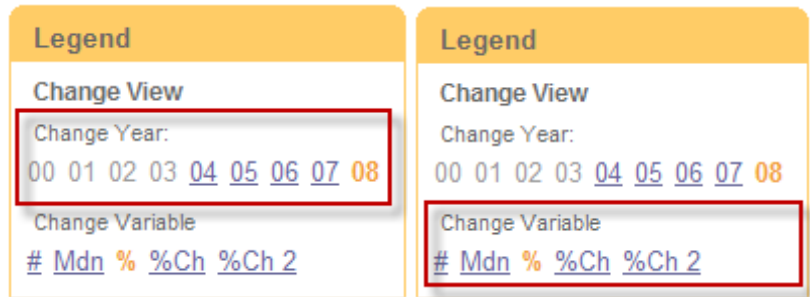 Legend
Change View
Change Year:
00 01 02 03 04 05 06 07 08
Change Variable
# Mdn % %Ch %Ch 2
Legend
Change View
Change Year:
00 01 02 03 04 05 06 07 08
Change Variable
# Mdn % %Ch %Ch 2